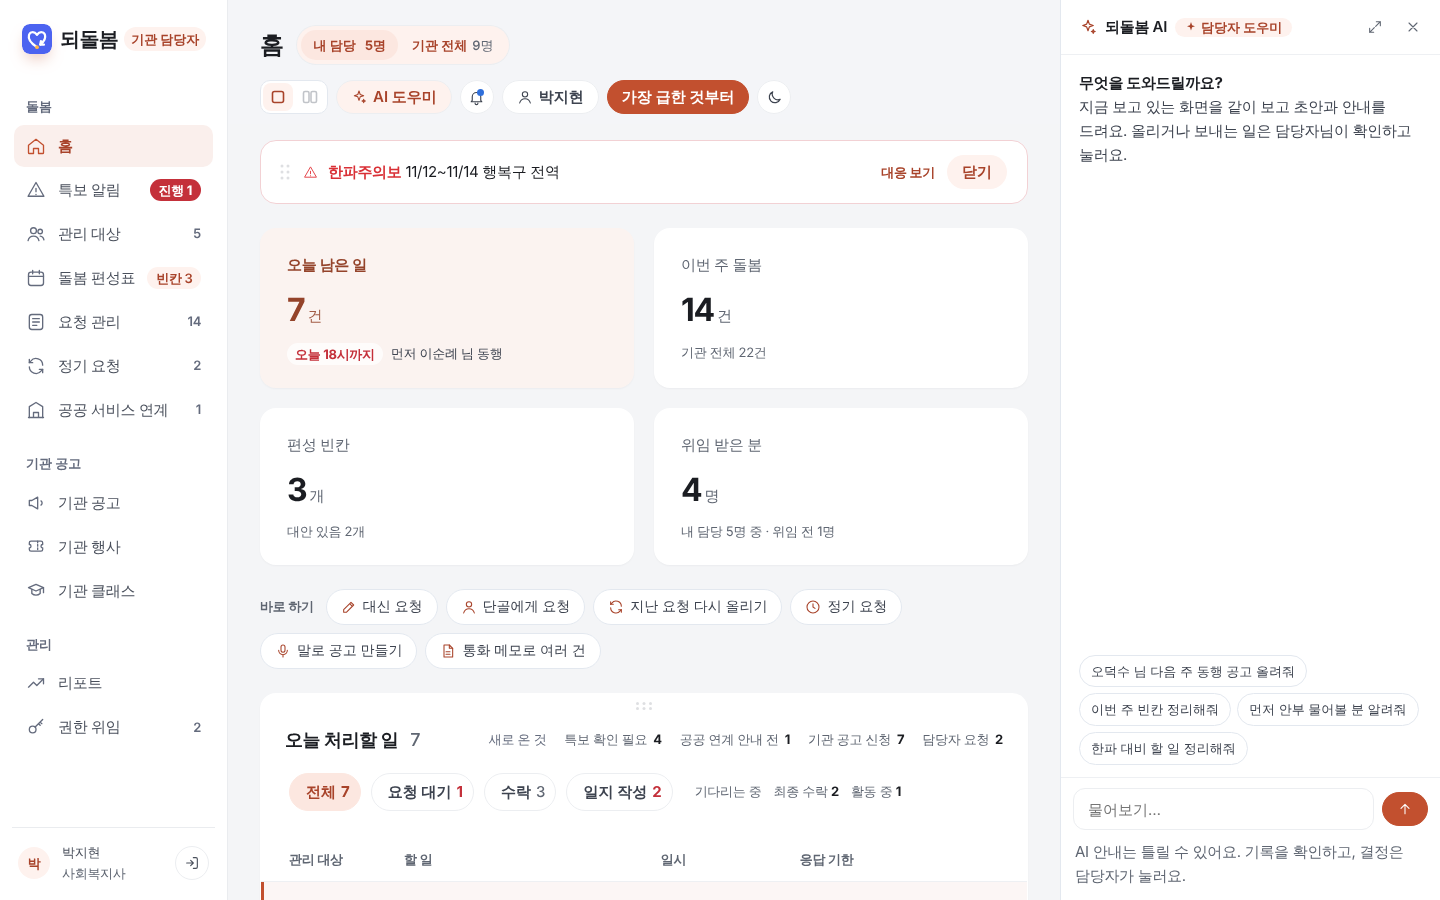 되돌봄 기관 담당자
돌봄
홈
특보 알림 진행 1
관리 대상 5
돌봄 편성표 빈칸 3
요청 관리 14
정기 요청 2
공공 서비스 연계 1
기관 공고
기관 공고
기관 행사
기관 클래스
관리
리포트
권한 위임 2
박 박지현
사회복지사
홈 내 담당 5명 기관 전체 9명
AI 도우미 박지현 가장 급한 것부터
한파주의보 11/12~11/14 행복구 전역 대응 보기 닫기
오늘 남은 일
7건
오늘 18시까지 먼저 이순례 님 동행
이번 주 돌봄
14건
기관 전체 22건
편성 빈칸
3개
대안 있음 2개
위임 받은 분
4명
내 담당 5명 중 · 위임 전 1명
바로 하기 대신 요청 단골에게 요청 지난 요청 다시 올리기 정기 요청
말로 공고 만들기 통화 메모로 여러 건
오늘 처리할 일 7 새로 온 것 특보 확인 필요 4 공공 연계 안내 전 1 기관 공고 신청 7 담당자 요청 2
전체 7 요청 대기 1 수락 3 일지 작성 2 기다리는 중 최종 수락 2 활동 중 1
관리 대상 할 일 일시 응답 기한
되돌봄 AI 담당자 도우미
무엇을 도와드릴까요?
지금 보고 있는 화면을 같이 보고 초안과 안내를
드려요. 올리거나 보내는 일은 담당자님이 확인하고
눌러요.
오덕수 님 다음 주 동행 공고 올려줘
이번 주 빈칸 정리해줘 먼저 안부 물어볼 분 알려줘
한파 대비 할 일 정리해줘
물어보기...
AI 안내는 틀릴 수 있어요. 기록을 확인하고, 결정은
담당자가 눌러요.